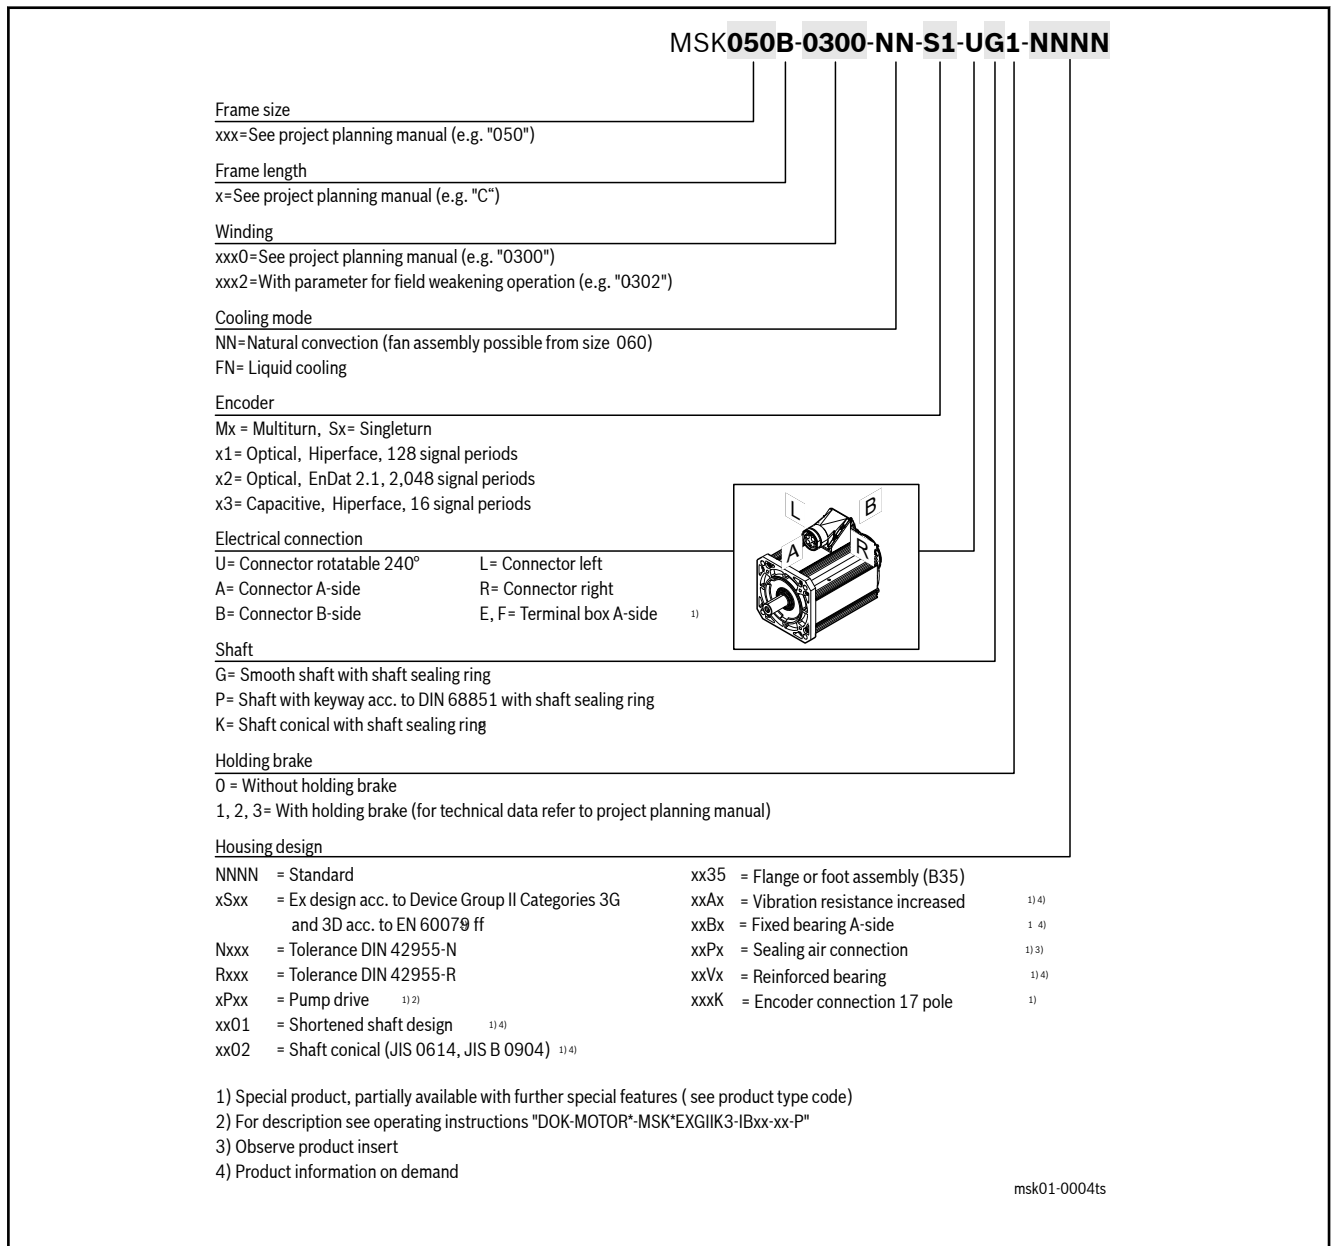 MSK050B-0300-NN-S1-UG1-NNNN
Frame size
xxx=See project planning manual (e.g. "050")
Frame length
x=See project planning manual (e.g. "C“)
Winding
xxx0=See project planning manual (e.g. "0300")
xxx2=With parameter for field weakening operation (e.g. "0302")
Cooling mode
NN=Natural convection (fan assembly possible from size 060)
FN= Liquid cooling
Encoder
Mx = Multiturn, Sx= Singleturn
x1= Optical, Hiperface, 128 signal periods
x2= Optical, EnDat 2.1, 2,048 signal periods
x3= Capacitive, Hiperface, 16 signal periods
L B
A R
Electrical connection
U= Connector rotatable 240° L= Connector left
A= Connector A-side R= Connector right
B= Connector B-side E, F= Terminal box A-side 1)
Shaft
G= Smooth shaft with shaft sealing ring
P= Shaft with keyway acc. to DIN 68851 with shaft sealing ring
K= Shaft conical with shaft sealing ring
Holding brake
0 = Without holding brake
1, 2, 3= With holding brake (for technical data refer to project planning manual)
Housing design
NNNN = Standard
xSxx = Ex design acc. to Device Group II Categories 3G
and 3D acc. to EN 60079 ff
Nxxx = Tolerance DIN 42955-N
Rxxx = Tolerance DIN 42955-R
xPxx = Pump drive 1) 2)
xx01 = Shortened shaft design 1) 4)
xx02 = Shaft conical (JIS 0614, JIS B 0904) 1) 4)
xx35 = Flange or foot assembly (B35)
xxAx = Vibration resistance increased 1) 4)
xxBx = Fixed bearing A-side 1 4)
xxPx = Sealing air connection 1) 3)
xxVx = Reinforced bearing 1) 4)
xxxK = Encoder connection 17 pole 1)
1) Special product, partially available with further special features ( see product type code)
2) For description see operating instructions "DOK-MOTOR*-MSK*EXGIIK3-IBxx-xx-P"
3) Observe product insert
4) Product information on demand
msk01-0004ts